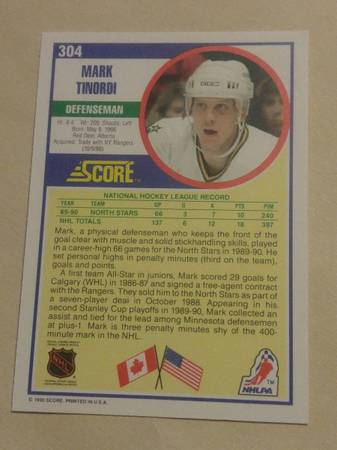 304
MARK
TINORDI
DEFENSEMAN
Ht: 6-4 Wt: 205 Shoots: Left
Born: May 9, 1966
Red Deer, Alberta
Acquired: Trade with NY Rangers
(10/11/88)
SCORE
NATIONAL HOCKEY LEAGUE RECORD
YEAR TEAM GP G A PTS PIM
89-90 NORTH STARS 66 3 7 10 240
NHL TOTALS 137 6 12 18 397
Mark, a physical defenseman who keeps the front of the
goal clear with muscle and solid stickhandling skills, played
in a career-high 66 games for the North Stars in 1989-90. He
set personal highs in penalty minutes (third on the team),
goals and points.
A first team All-Star in juniors, Mark scored 29 goals for
Calgary (WHL) in 1986-87 and signed a free-agent contract
with the Rangers. They sold him to the North Stars as part of
a seven-player deal in October 1988. Appearing in his
second Stanley Cup playoffs in 1989-90, Mark collected an
assist and tied for the lead among Minnesota defensemen
at plus-1. Mark is three penalty minutes shy of the 400-
minute mark in the NHL.
NHL
NHLPA
TM
© 1990 SCORE, PRINTED IN U.S.A.